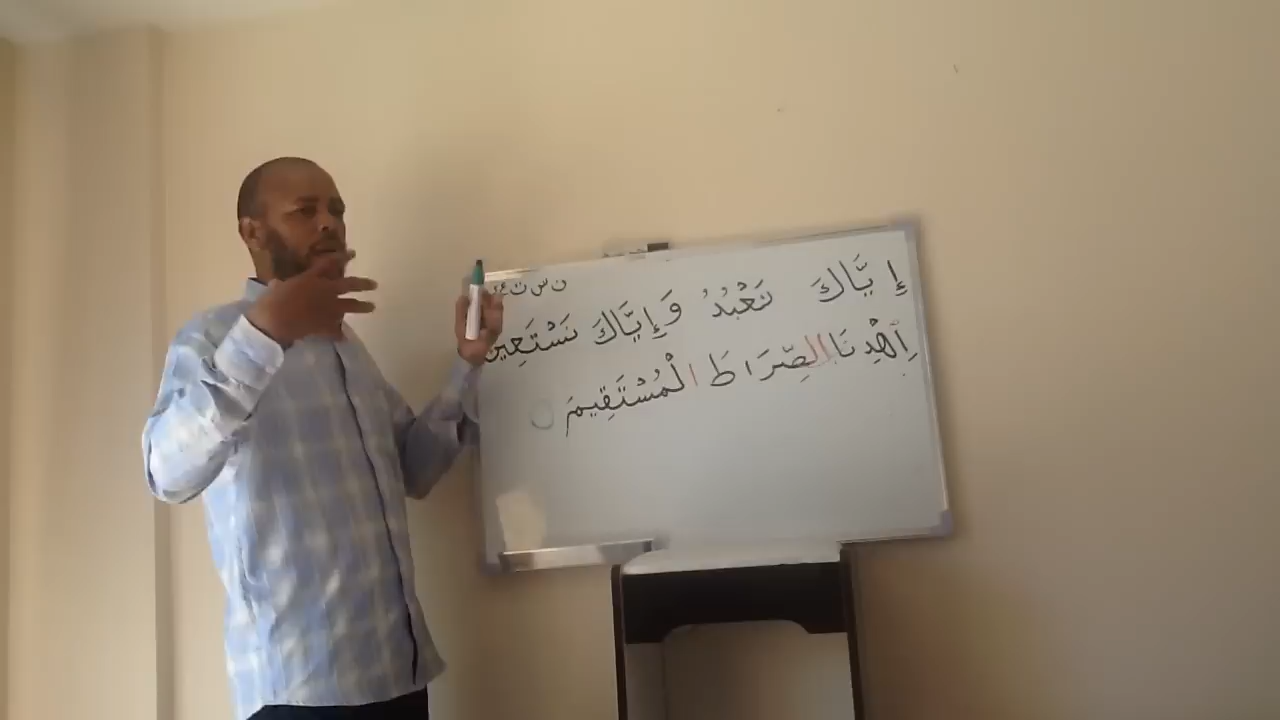 ن س ت ع
إِيَّاكَ نَعْبُدُ وَإِيَّاكَ نَسْتَعِين
اِهْدِنَا الصِّرَاطَ الْمُسْتَقِيمَ